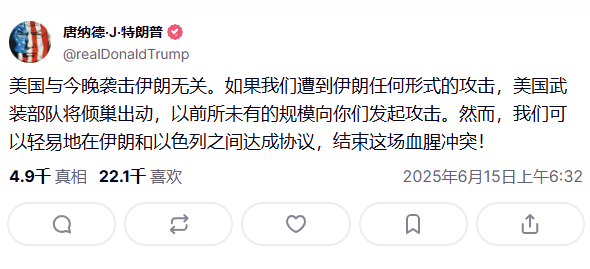 唐纳德·J·特朗普
@realDonaldTrump
美国与今晚袭击伊朗无关。如果我们遭到伊朗任何形式的攻击，美国武
装部队将倾巢出动，以前所未有的规模向你们发起攻击。然而，我们可
以轻易地在伊朗和以色列之间达成协议，结束这场血腥冲突！
4.9千 真相 22.1千 喜欢 2025年6月15日上午6:32